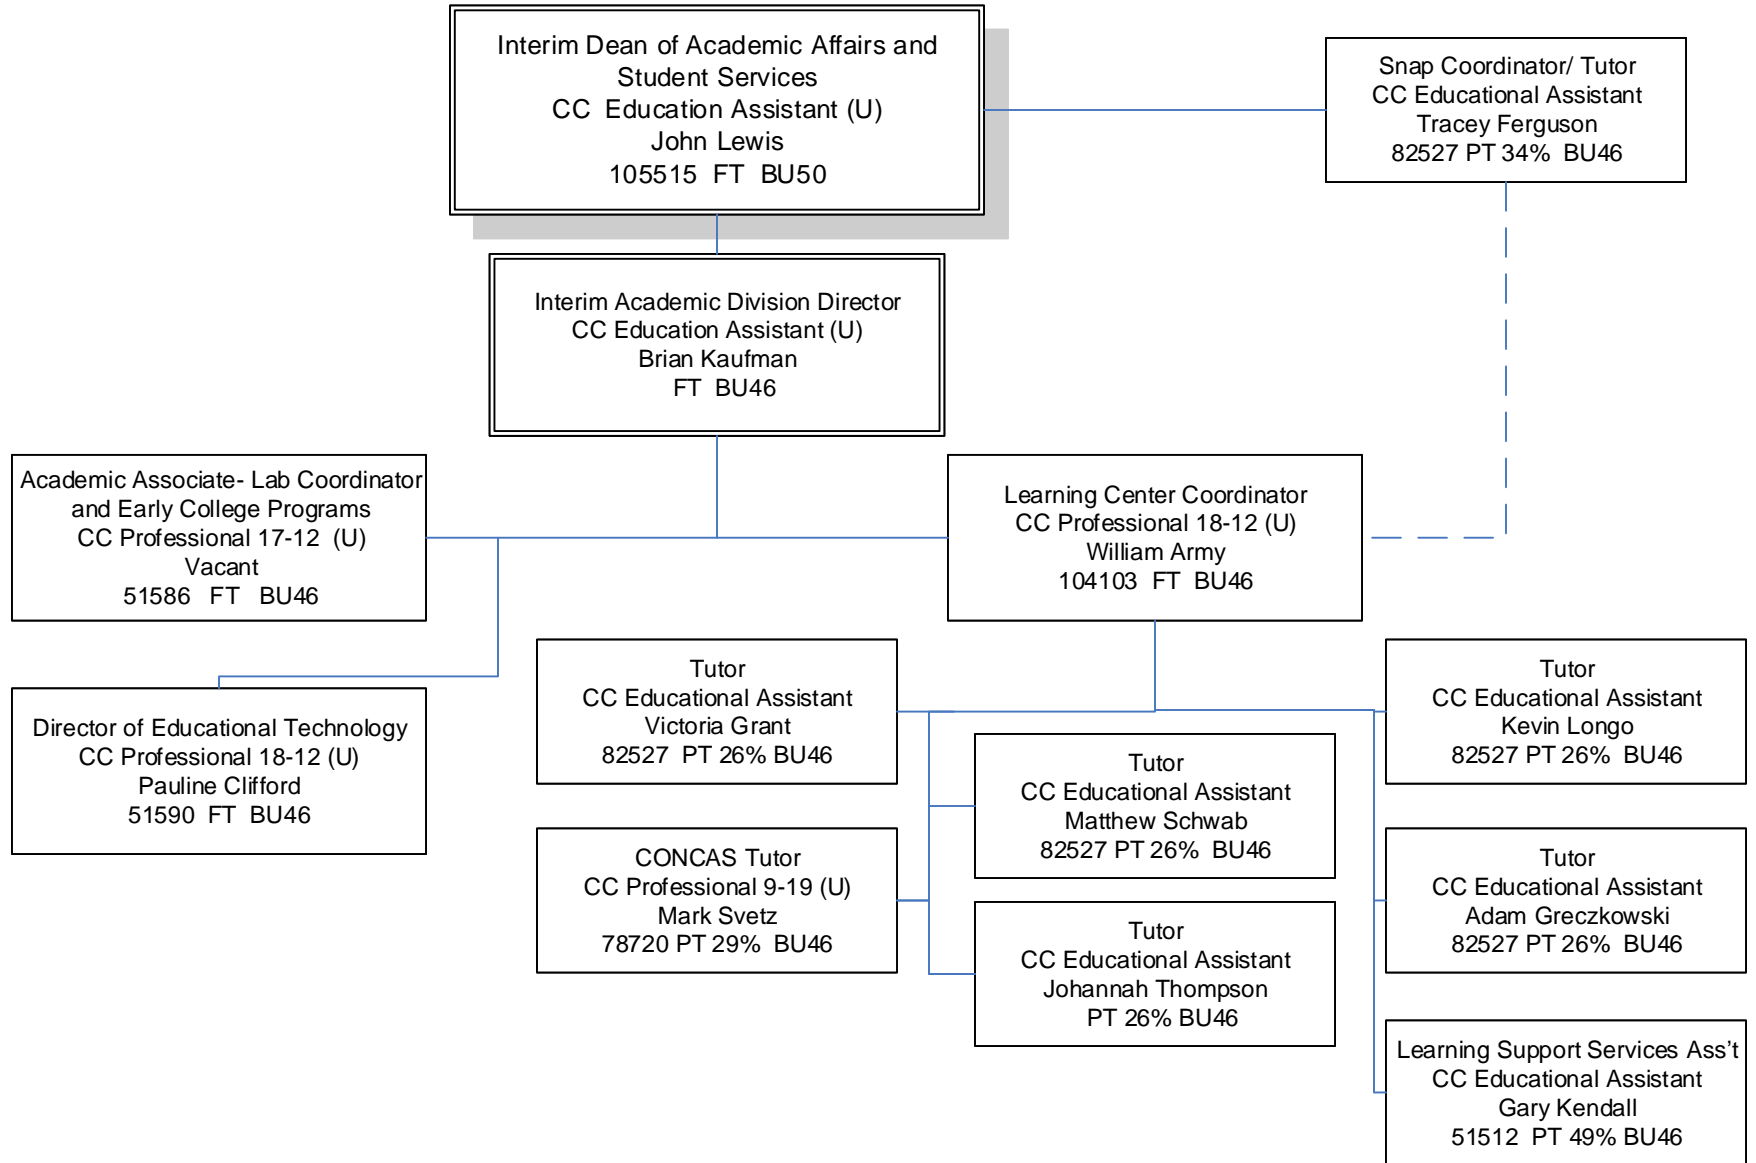 Interim Dean of Academic Affairs and
Student Services
CC Education Assistant (U)
John Lewis
105515 FT BU50
Snap Coordinator/ Tutor
CC Educational Assistant
Tracey Ferguson
82527 PT 34% BU46
Interim Academic Division Director
CC Education Assistant (U)
Brian Kaufman
FT BU46
Academic Associate- Lab Coordinator
and Early College Programs
CC Professional 17-12 (U)
Vacant
51586 FT BU46
Learning Center Coordinator
CC Professional 18-12 (U)
William Army
104103 FT BU46
Director of Educational Technology
CC Professional 18-12 (U)
Pauline Clifford
51590 FT BU46
Tutor
CC Educational Assistant
Victoria Grant
82527 PT 26% BU46
Tutor
CC Educational Assistant
Kevin Longo
82527 PT 26% BU46
Tutor
CC Educational Assistant
Matthew Schwab
82527 PT 26% BU46
CONCAS Tutor
CC Professional 9-19 (U)
Mark Svetz
78720 PT 29% BU46
Tutor
CC Educational Assistant
Adam Greczkowski
82527 PT 26% BU46
Tutor
CC Educational Assistant
Johannah Thompson
PT 26% BU46
Learning Support Services Ass't
CC Educational Assistant
Gary Kendall
51512 PT 49% BU46